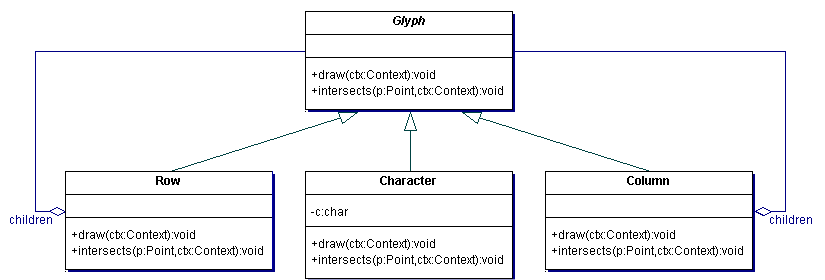 Glyph
+draw(ctx:Context):void
+intersects(p:Point,ctx:Context):void
Row
+draw(ctx:Context):void
+intersects(p:Point,ctx:Context):void
children
Character
-c:char
+draw(ctx:Context):void
+intersects(p:Point,ctx:Context):void
Column
+draw(ctx:Context):void
+intersects(p:Point,ctx:Context):void
children